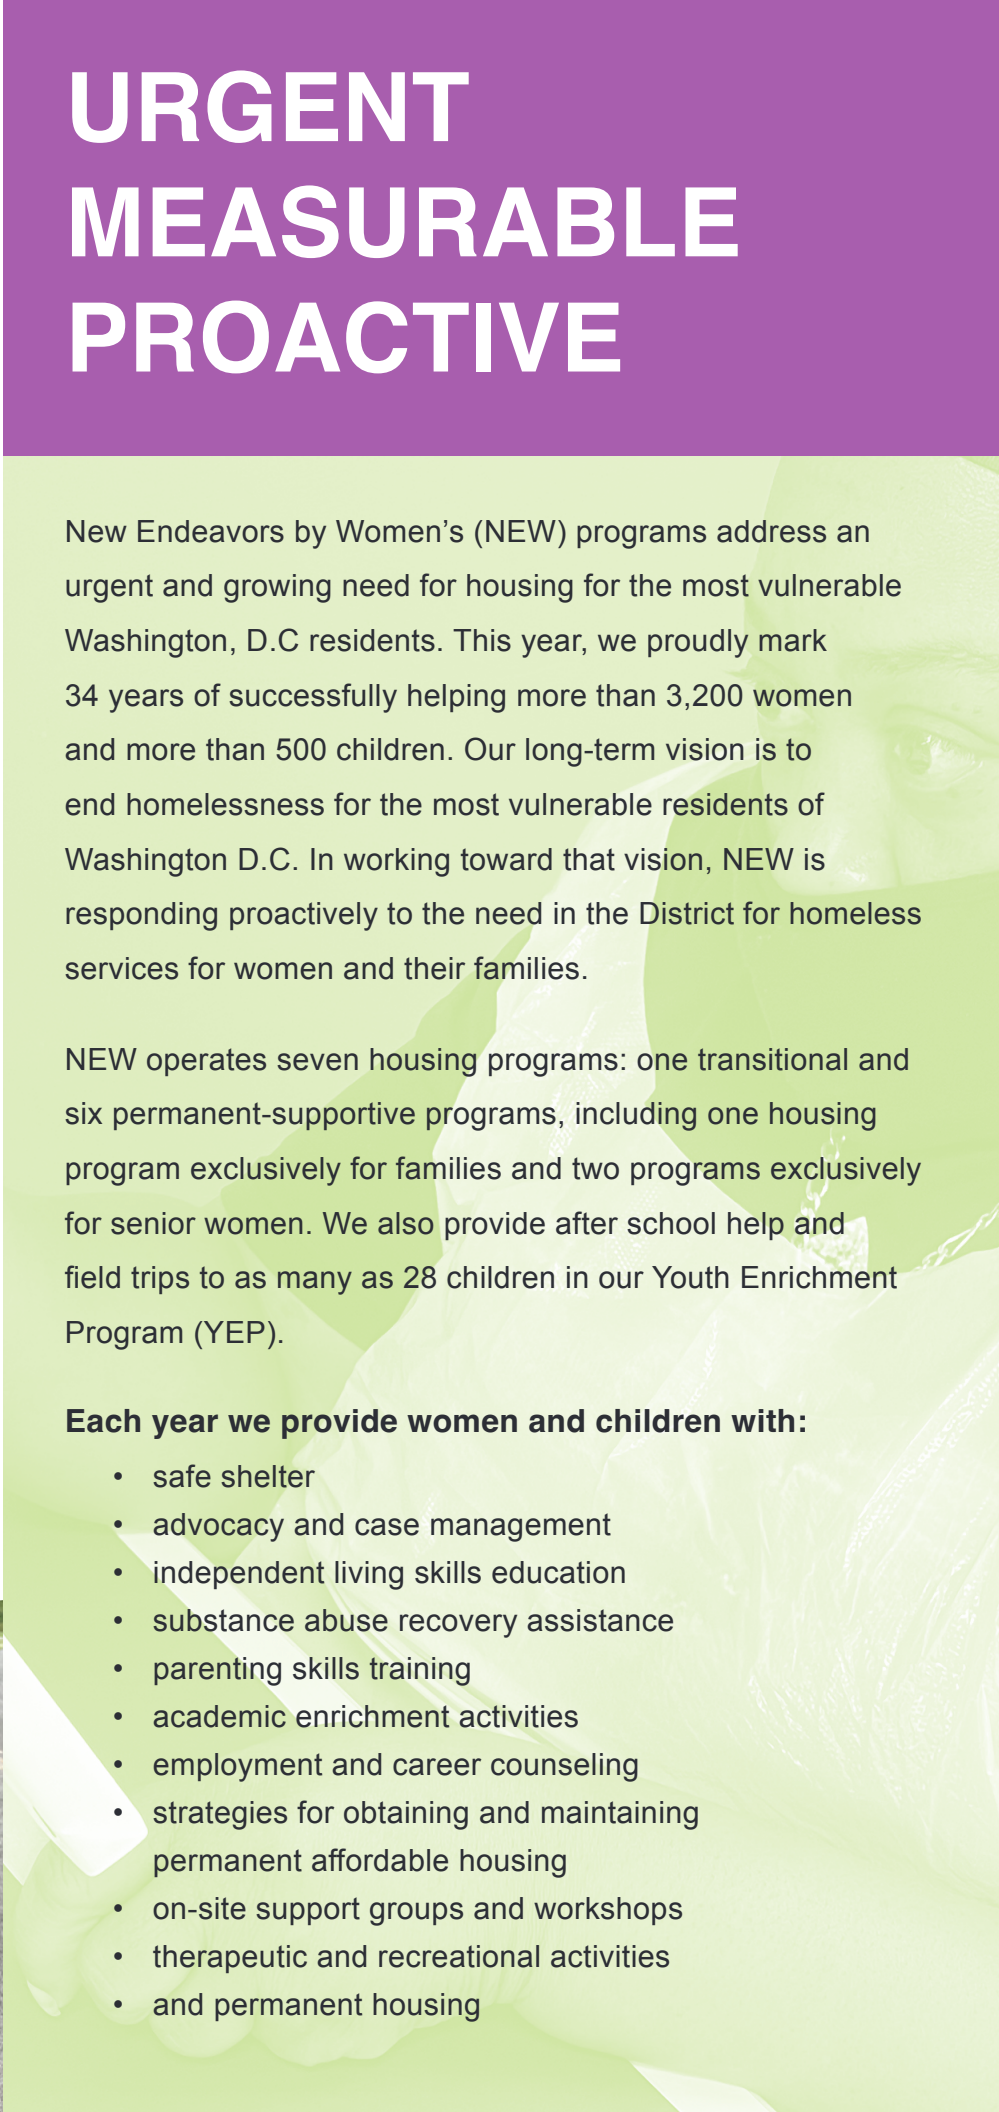 URGENT
MEASURABLE
PROACTIVE
New Endeavors by Women’s (NEW) programs address an
urgent and growing need for housing for the most vulnerable
Washington, D.C residents. This year, we proudly mark
34 years of successfully helping more than 3,200 women
and more than 500 children. Our long-term vision is to
end homelessness for the most vulnerable residents of
Washington D.C. In working toward that vision, NEW is
responding proactively to the need in the District for homeless
services for women and their families.
NEW operates seven housing programs: one transitional and
six permanent-supportive programs, including one housing
program exclusively for families and two programs exclusively
for senior women. We also provide after school help and
field trips to as many as 28 children in our Youth Enrichment
Program (YEP).
Each year we provide women and children with:
• safe shelter
• advocacy and case management
• independent living skills education
• substance abuse recovery assistance
• parenting skills training
• academic enrichment activities
• employment and career counseling
• strategies for obtaining and maintaining
permanent affordable housing
• on-site support groups and workshops
• therapeutic and recreational activities
• and permanent housing